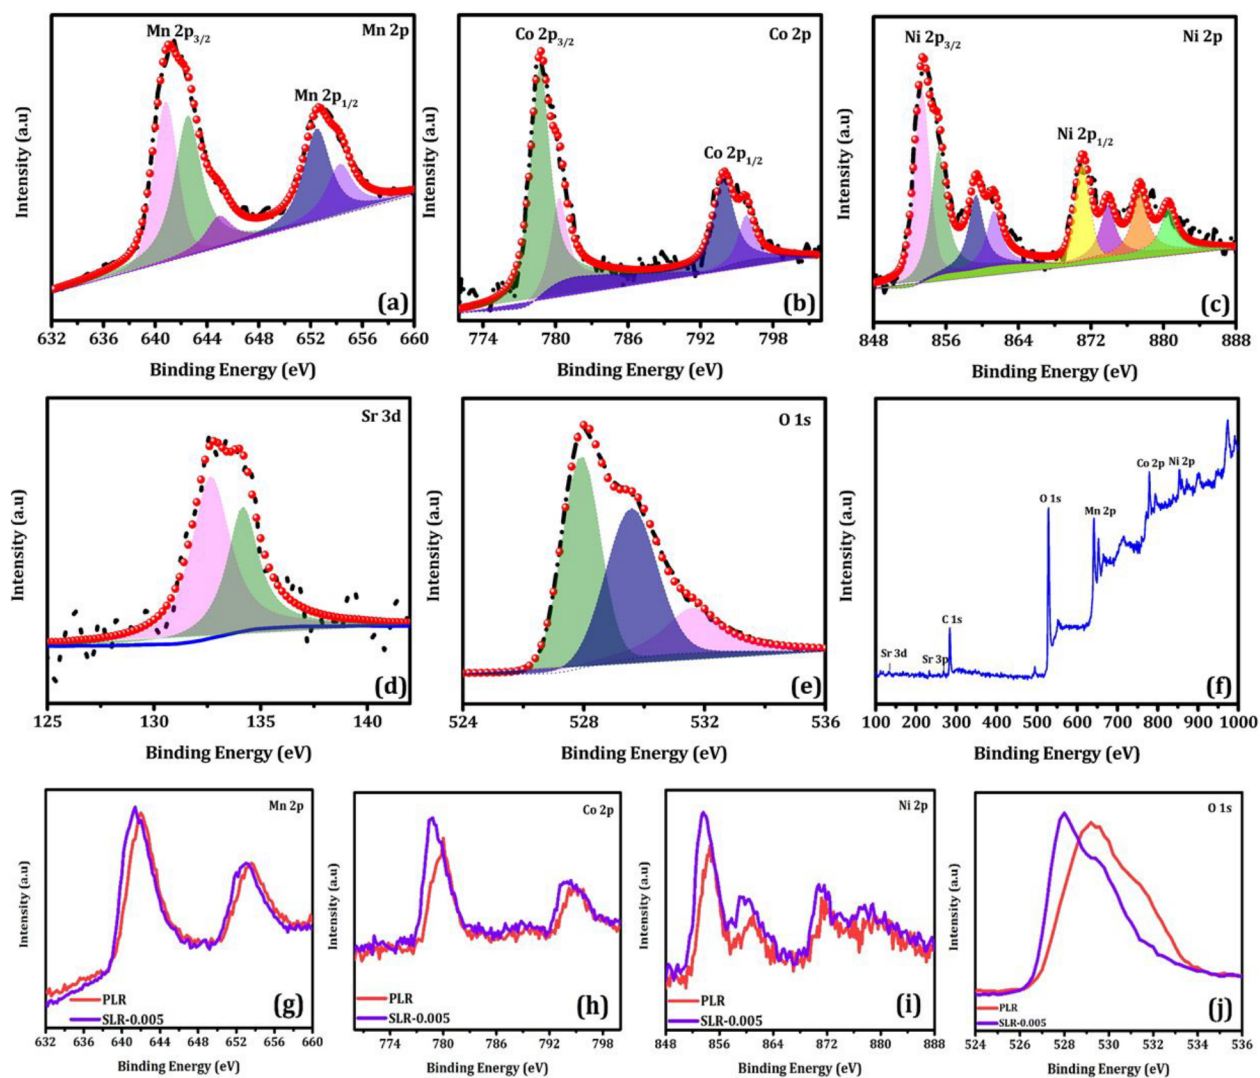 Mn 2p3/2
Mn 2p
Mn 2p1/2
Intensity (a.u)
(a)
632 636 640 644 648 652 656 660
Binding Energy (eV)
Co 2p3/2
Co 2p
Co 2p1/2
Intensity (a.u)
(b)
774 780 786 792 798
Binding Energy (eV)
Ni 2p3/2
Ni 2p
Ni 2p1/2
Intensity (a.u)
(c)
848 856 864 872 880 888
Binding Energy (eV)
Sr 3d
Intensity (a.u)
(d)
125 130 135 140
Binding Energy (eV)
O 1s
Intensity (a.u)
(e)
524 528 532 536
Binding Energy (eV)
Co 2p
Ni 2p
O 1s
Mn 2p
C 1s
Sr 3d
Sr 3p
Intensity (a.u)
(f)
100 200 300 400 500 600 700 800 900 1000
Binding Energy (eV)
Mn 2p
Intensity (a.u)
PLR
SLR-0.005
(g)
632 636 640 644 648 652 656 660
Binding Energy (eV)
Co 2p
Intensity (a.u)
PLR
SLR-0.005
(h)
774 780 786 792 798
Binding Energy (eV)
Ni 2p
Intensity (a.u)
PLR
SLR-0.005
(i)
848 856 864 872 880 888
Binding Energy (eV)
O 1s
Intensity (a.u)
PLR
SLR-0.005
(j)
524 526 528 530 532 534 536
Binding Energy (eV)